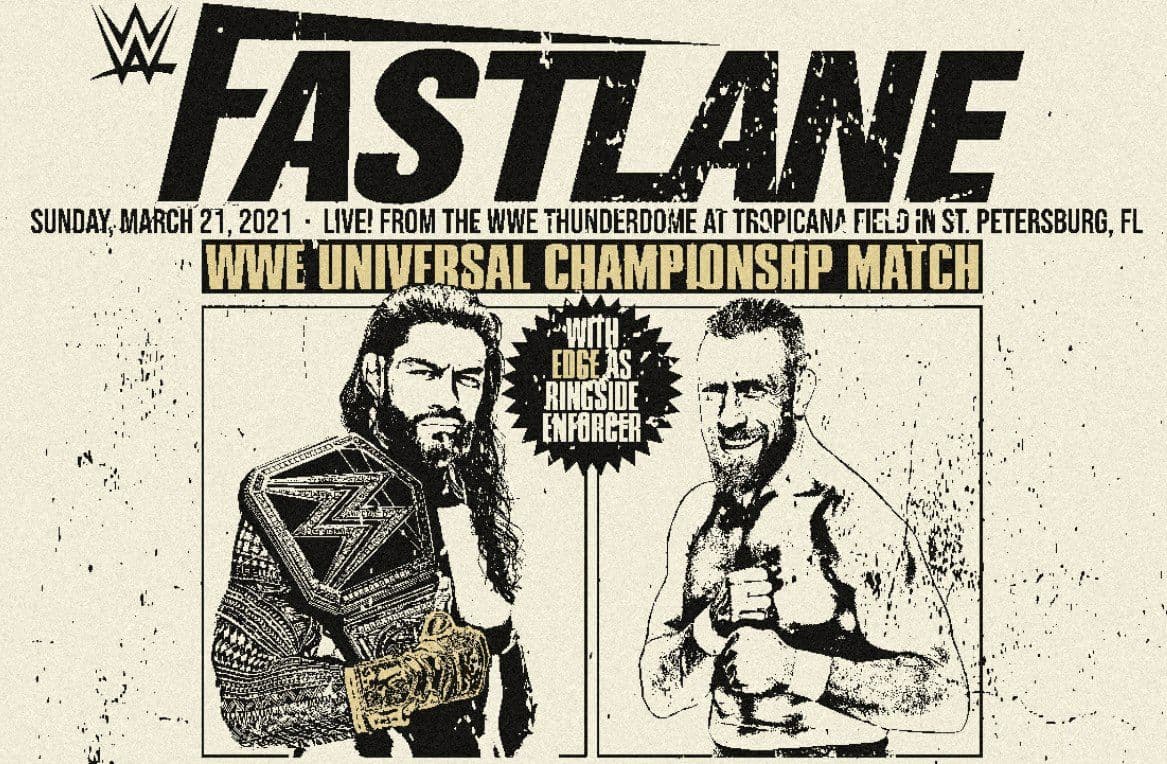 W
FASTLANE
SUNDAY, MARCH 21, 2021 · LIVE! FROM THE WWE THUNDERDOME AT TROPICANA FIELD IN ST. PETERSBURG, FL
WWE UNIVERSAL CHAMPIONSHP MATCH
WITH
EDGE AS
RINGSIDE
ENFORCER